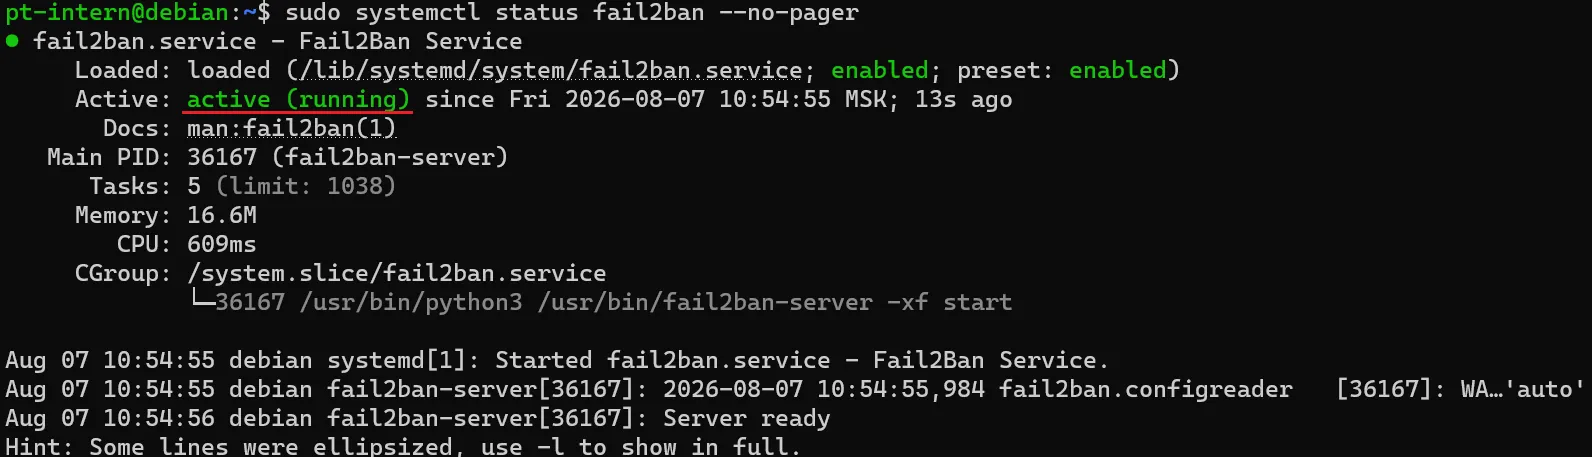 pt-intern@debian:~$ sudo systemctl status fail2ban --no-pager
● fail2ban.service - Fail2Ban Service
Loaded: loaded (/lib/systemd/system/fail2ban.service; enabled; preset: enabled)
Active: active (running) since Fri 2026-08-07 10:54:55 MSK; 13s ago
Docs: man:fail2ban(1)
Main PID: 36167 (fail2ban-server)
Tasks: 5 (limit: 1038)
Memory: 16.6M
CPU: 609ms
CGroup: /system.slice/fail2ban.service
└─36167 /usr/bin/python3 /usr/bin/fail2ban-server -xf start
Aug 07 10:54:55 debian systemd[1]: Started fail2ban.service - Fail2Ban Service.
Aug 07 10:54:55 debian fail2ban-server[36167]: 2026-08-07 10:54:55,984 fail2ban.configreader   [36167]: WA…'auto'
Aug 07 10:54:56 debian fail2ban-server[36167]: Server ready
Hint: Some lines were ellipsized, use -l to show in full.